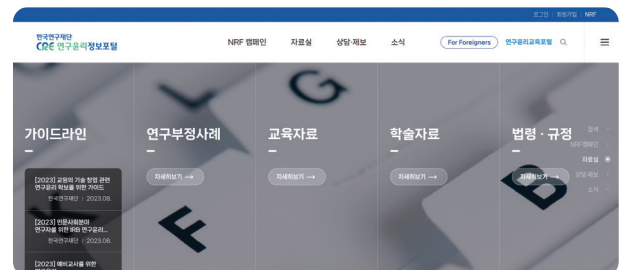 로그인 회원가입 NRF
한국연구재단
CRE 연구윤리정보포털
NRF 캠페인 자료실 상담·제보 소식 For Foreigners 연구윤리교육포털
가이드라인
[2023] 교원의 기술 창업 관련
연구윤리 확보를 위한 가이드
한국연구재단 | 2023.08.
[2023] 인문사회분야
연구자를 위한 IRB 연구윤리...
한국연구재단 | 2023.08.
[2023] 예비교사를 위한
연구부정사례
자세히보기 →
교육자료
자세히보기 →
학술자료
자세히보기 →
법령 · 규정
자세히보기 →
검색
NRF 캠페인
자료실
상담·제보
소식
G
F
B